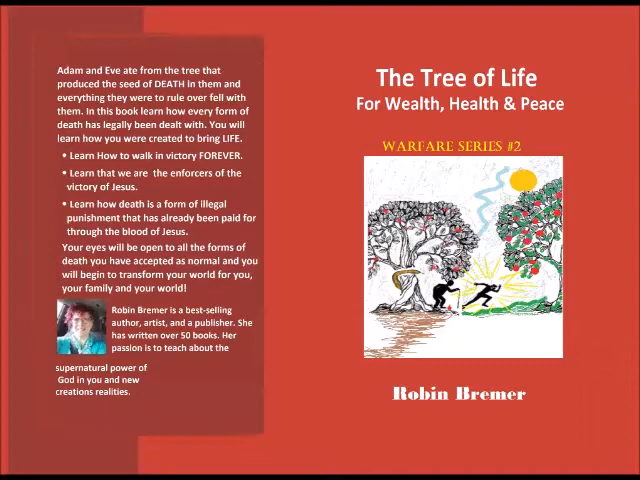 Adam and Eve ate from the tree that
produced the seed of DEATH in them and
everything they were to rule over fell with
them. In this book learn how every form of
death has legally been dealt with. You will
learn how you were created to bring LIFE.
• Learn How to walk in victory FOREVER.
• Learn that we are the enforcers of the
victory of Jesus.
• Learn how death is a form of illegal
punishment that has already been paid for
through the blood of Jesus.
Your eyes will be open to all the forms of
death you have accepted as normal and you
will begin to transform your world for you,
your family and your world!
Robin Bremer is a best-selling
author, artist, and a publisher. She
has written over 50 books. Her
passion is to teach about the
supernatural power of
God in you and new
creations realities.
The Tree of Life
For Wealth, Health & Peace
WARFARE SERIES #2
Robin Bremer